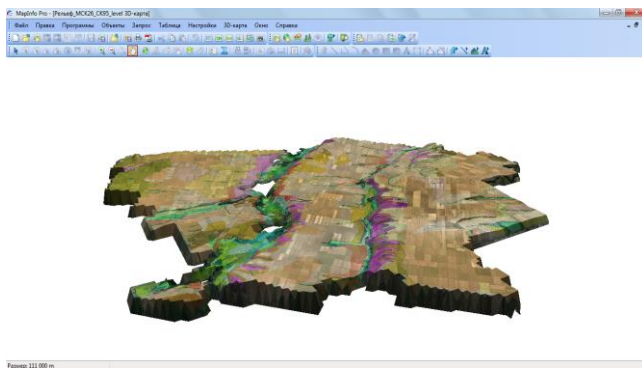 MapInfo Pro - [Рельеф_МСК26_СК95_level 3D-карта]
Файл Правка Программы Объекты Запрос Таблица Настройки 3D-карта Окно Справка
Размер: 111 000 m